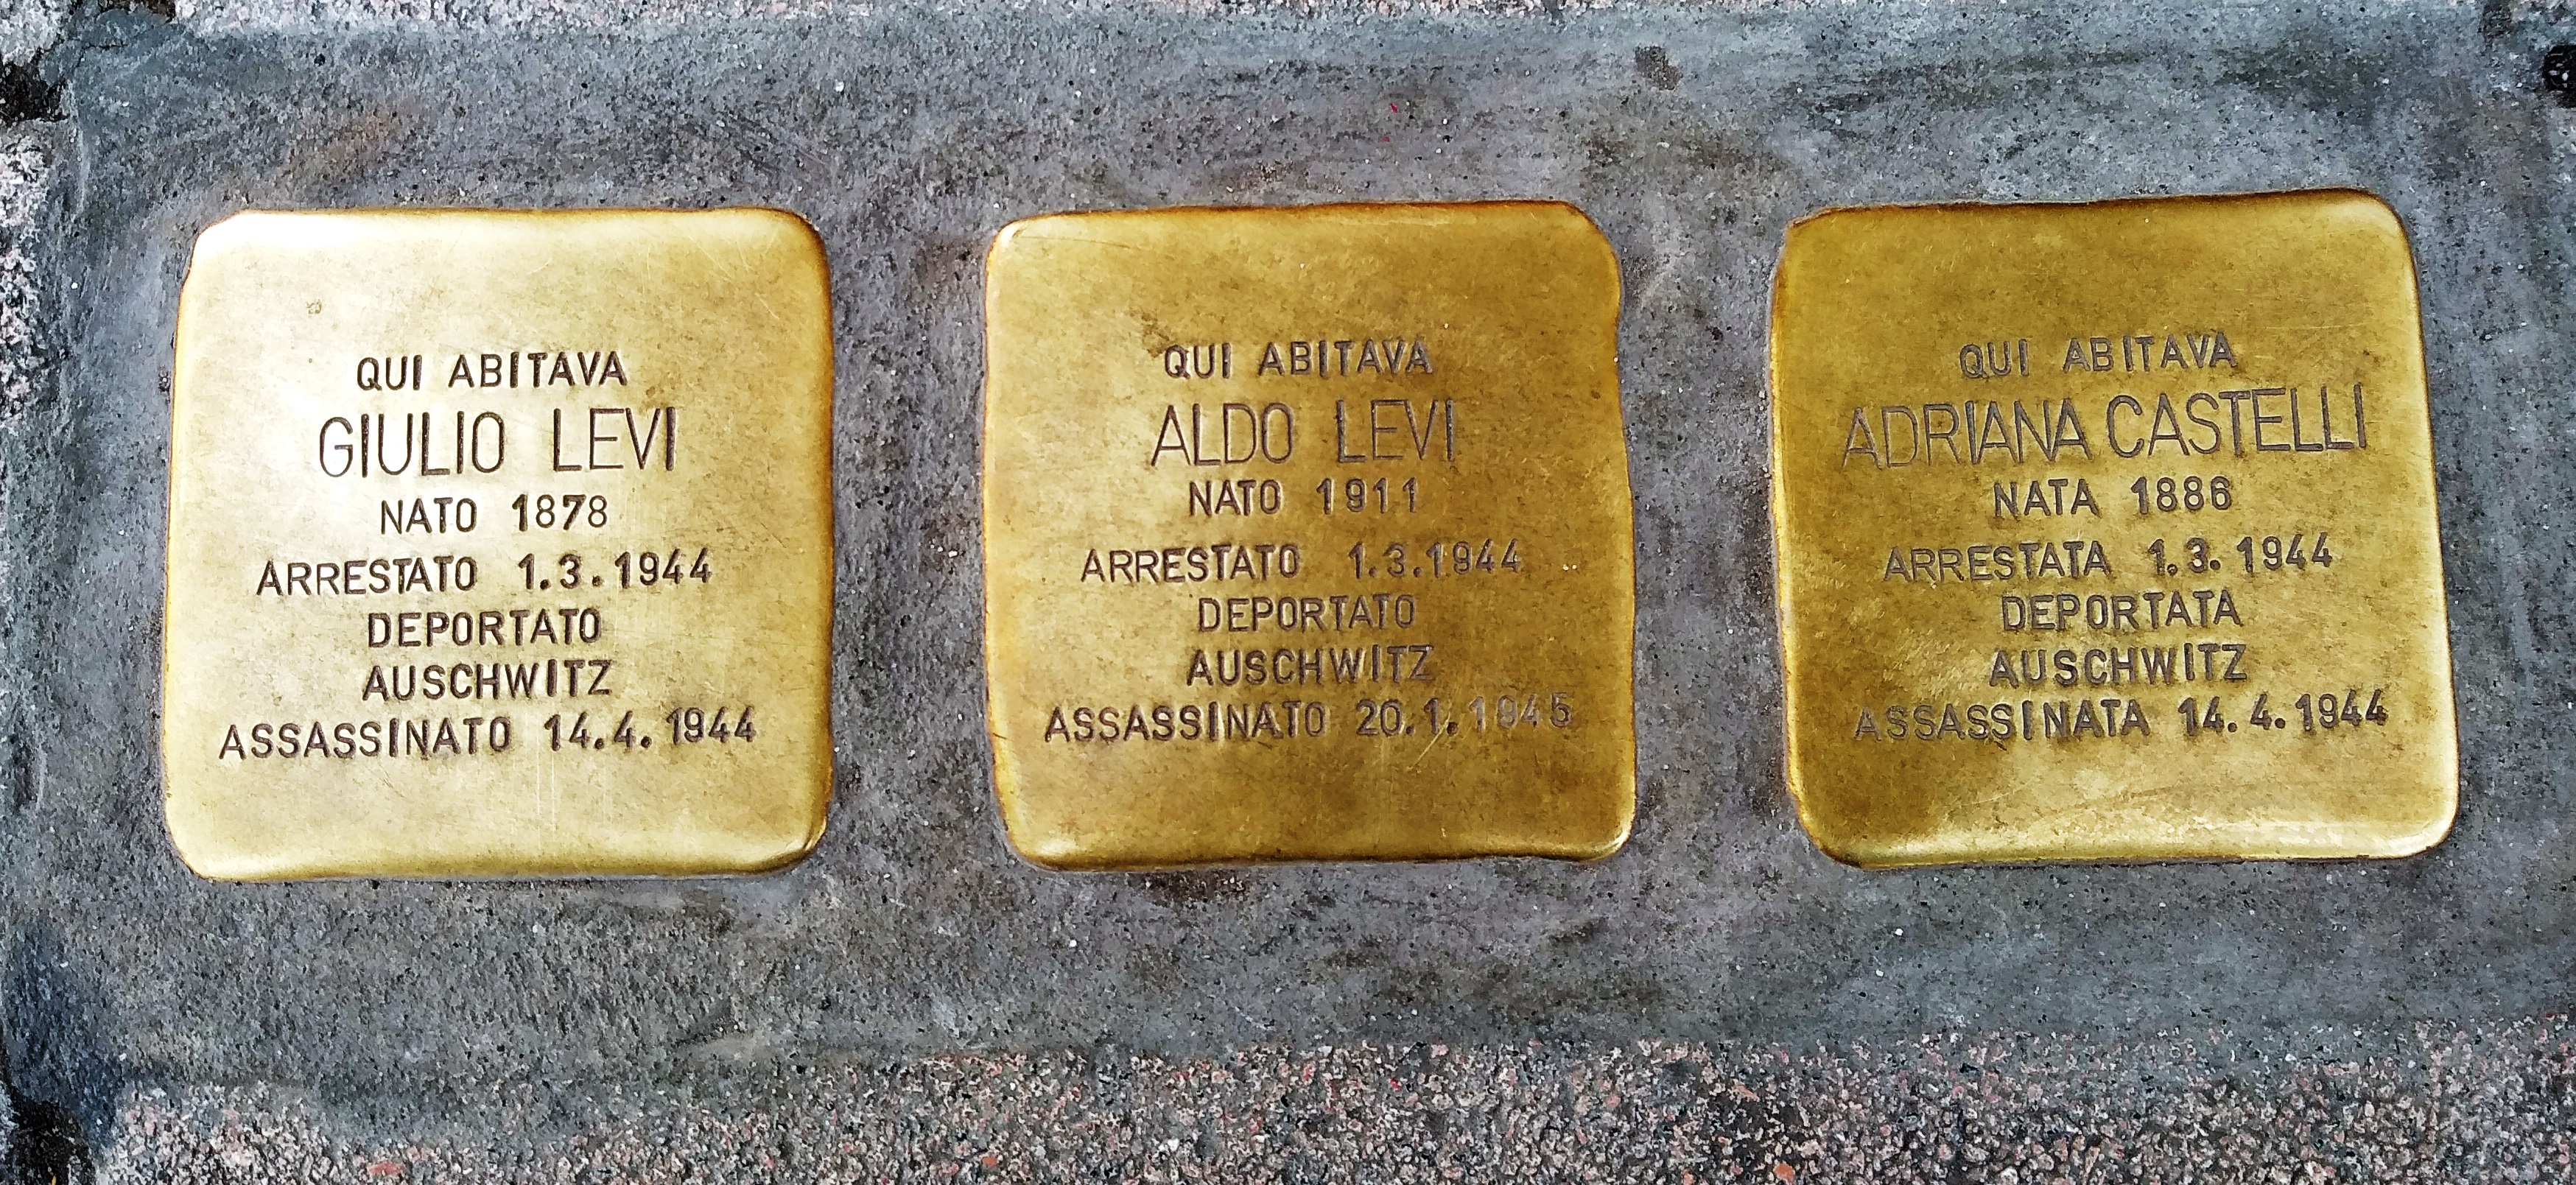 QUI ABITAVA
GIULIO LEVI
NATO 1878
ARRESTATO 1.3.1944
DEPORTATO
AUSCHWITZ
ASSASSINATO 14.4.1944
QUI ABITAVA
ALDO LEVI
NATO 1911
ARRESTATO 1.3.1944
DEPORTATO
AUSCHWITZ
ASSASSINATO 20.1.1945
QUI ABITAVA
ADRIANA CASTELLI
NATA 1886
ARRESTATA 1.3.1944
DEPORTATA
AUSCHWITZ
ASSASSINATA 14.4.1944